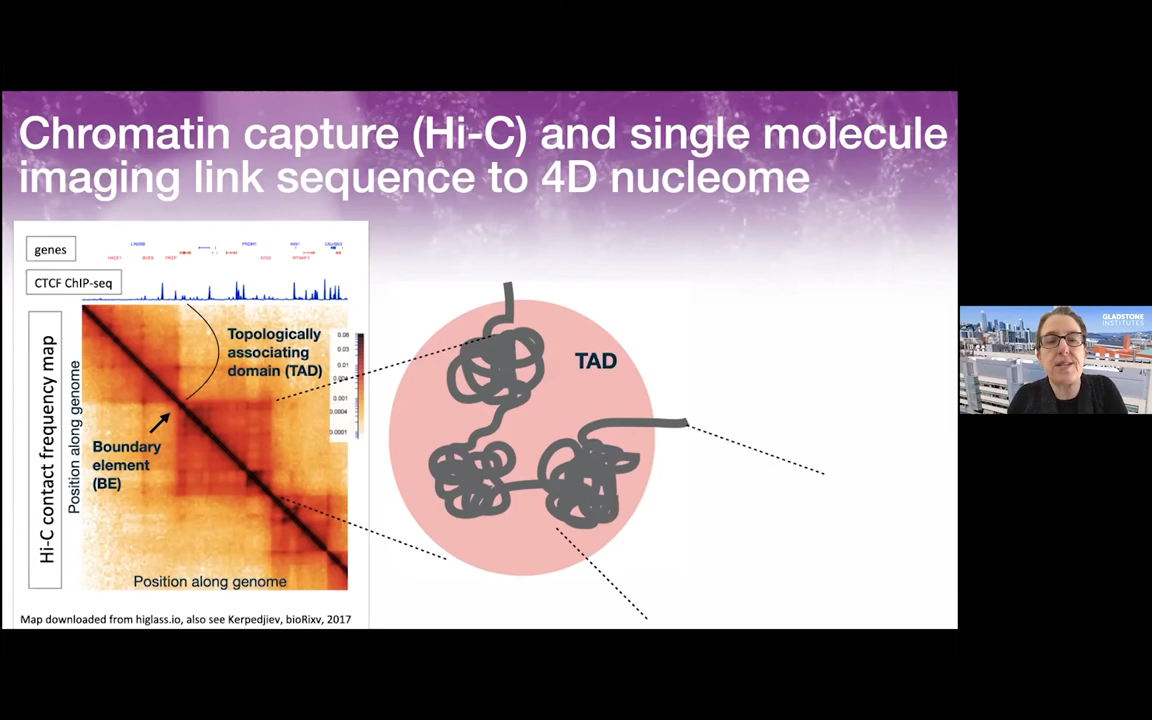 Chromatin capture (Hi-C) and single molecule
imaging link sequence to 4D nucleome
genes
CTCF ChIP-seq
Hi-C contact frequency map
Position along genome
Topologically
associating
domain (TAD)
Boundary
element
(BE)
Position along genome
0.03
0.01
0.001
0.0004
0.0001
TAD
Map downloaded from higlass.io, also see Kerpedjiev, bioRixv, 2017
GLADSTONE
INSTITUTES